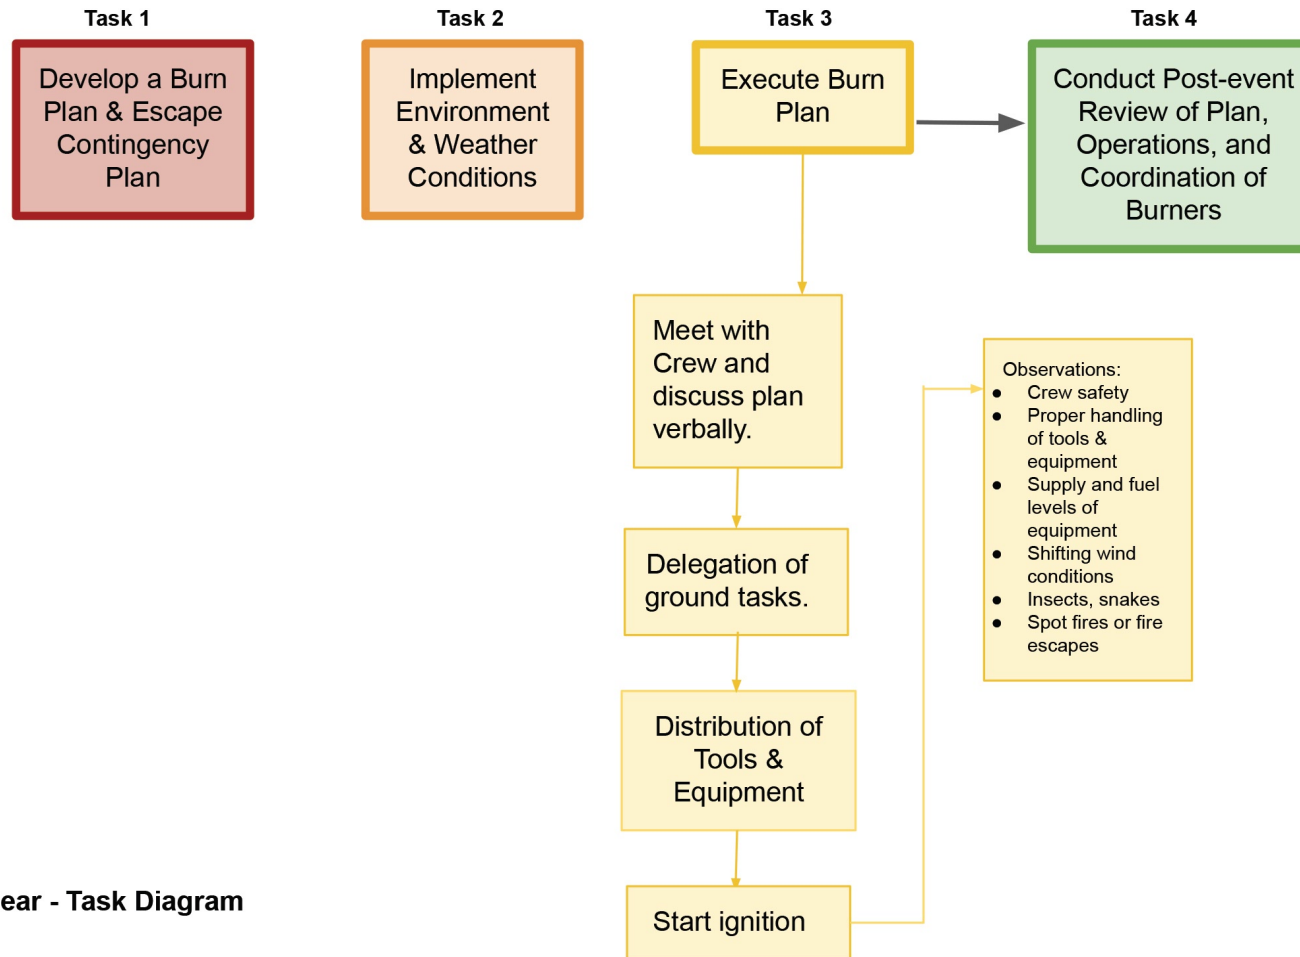 Task 1
Task 2
Task 3
Task 4
Develop a Burn
Plan & Escape
Contingency
Plan
Implement
Environment
& Weather
Conditions
Execute Burn
Plan
Conduct Post-event
Review of Plan,
Operations, and
Coordination of
Burners
Meet with
Crew and
discuss plan
verbally.
Delegation of
ground tasks.
Distribution of
Tools &
Equipment
Start ignition
Observations:
● Crew safety
● Proper handling
of tools &
equipment
● Supply and fuel
levels of
equipment
● Shifting wind
conditions
● Insects, snakes
● Spot fires or fire
escapes
ear - Task Diagram